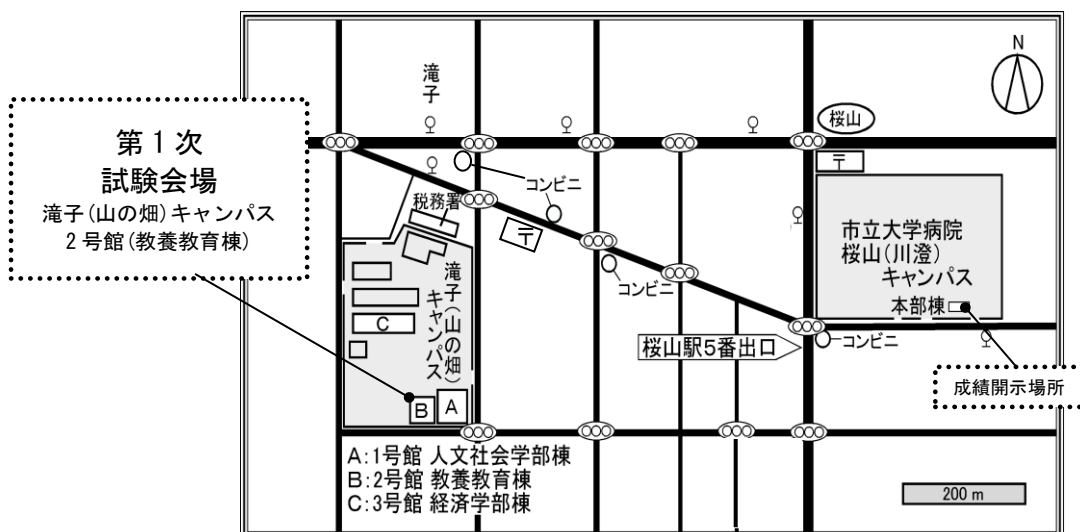 第1次
試験会場
滝子(山の畑)キャンパス
2号館(教養教育棟)
滝子
桜山
N
〒
コンビニ
税務署
〒
コンビニ
市立大学病院
桜山(川澄)
キャンパス
本部棟
滝子(山の畑)
キャンパス
C
B
A
桜山駅5番出口
コンビニ
成績開示場所
A:1号館 人文社会学部棟
B:2号館 教養教育棟
C:3号館 経済学部棟
200 m